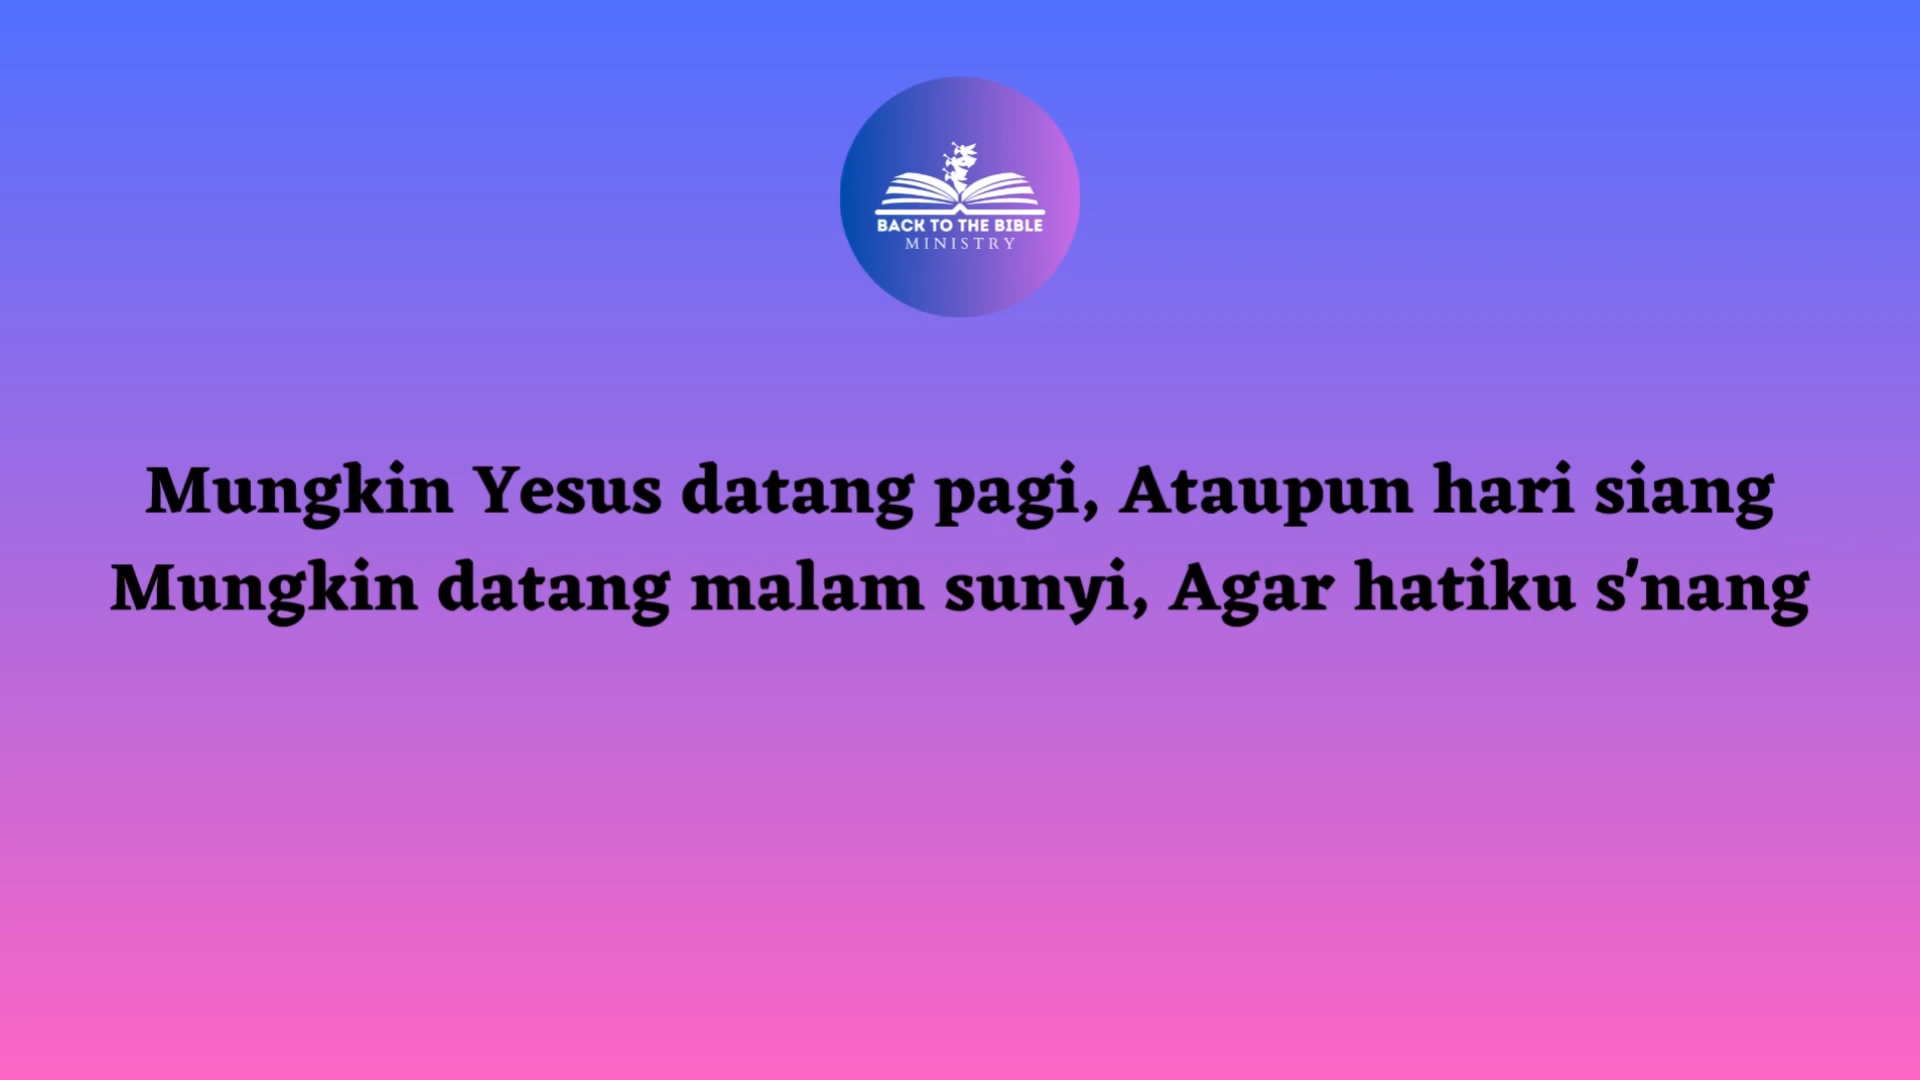 BACK TO THE BIBLE
MINISTRY
Mungkin Yesus datang pagi, Ataupun hari siang
Mungkin datang malam sunyi, Agar hatiku s'nang